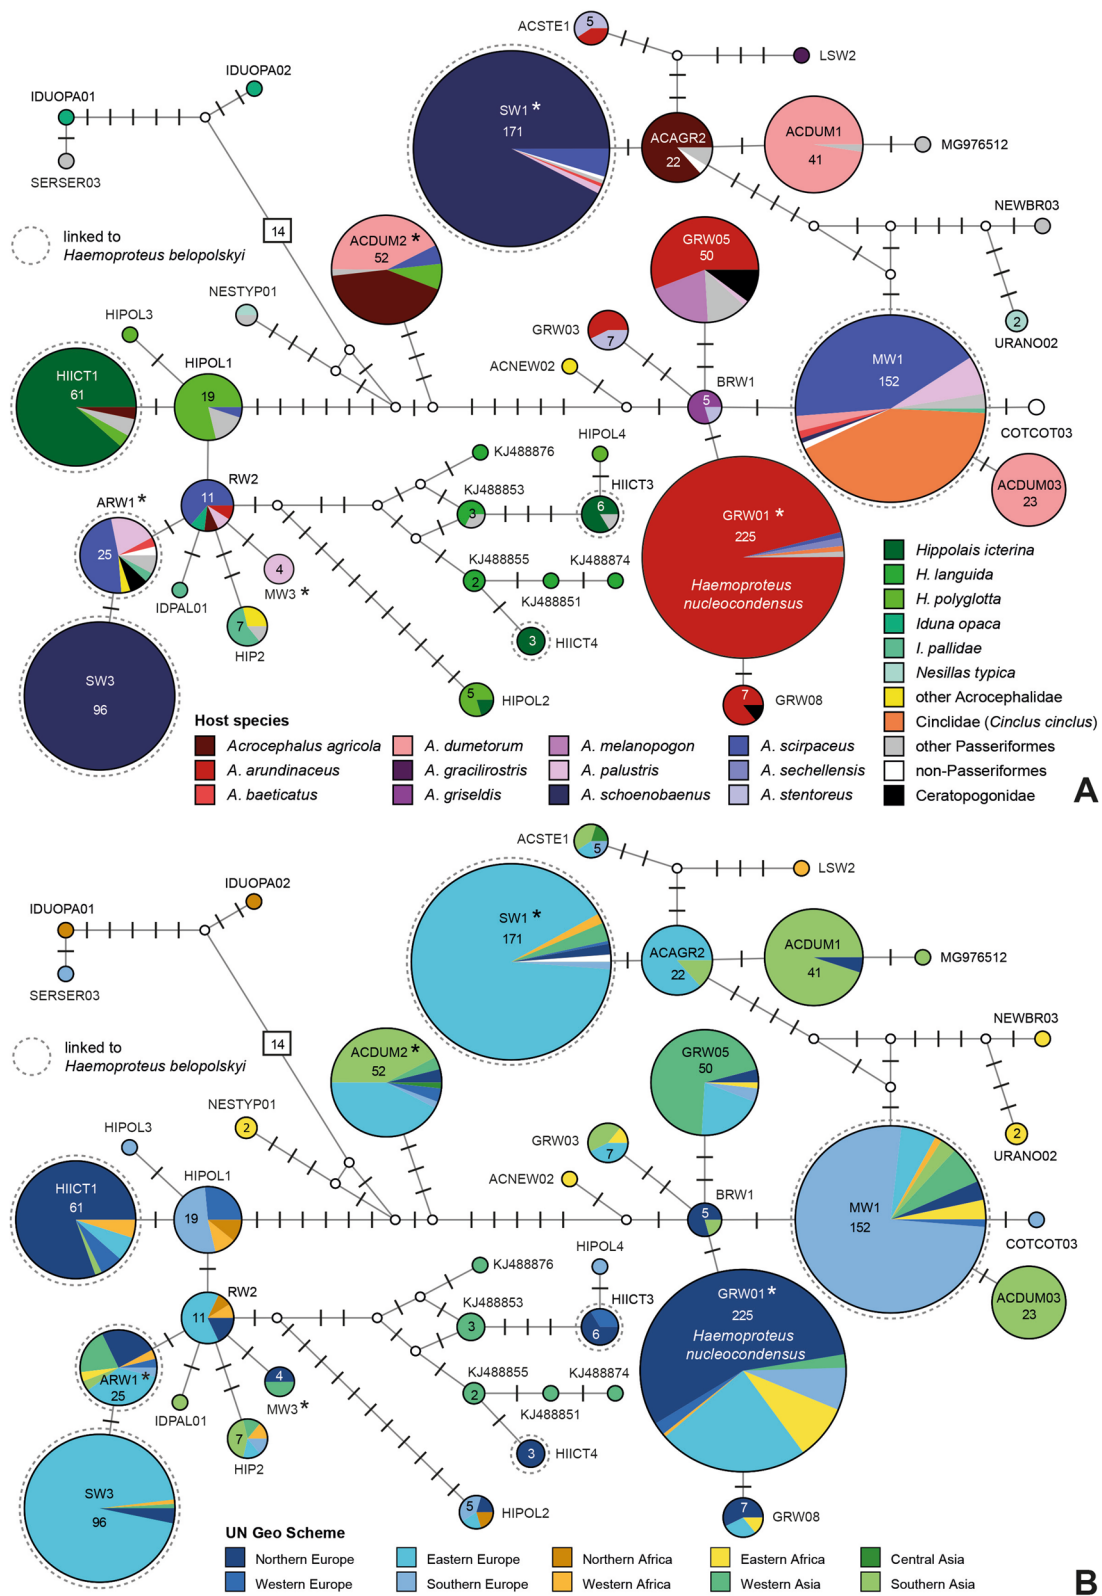 ACSTE1
5
LSW2
IDUOPA02
IDUOPA01
SERSER03
SW1 *
171
ACAGR2
22
ACDUM1
41
MG976512
linked to
Haemoproteus belopolskyi
14
ACDUM2 *
52
GRW05
50
NEWBR03
NESTYP01
HIPOL3
GRW03
7
ACNEW02
2
URANO02
HIICT1
61
HIPOL1
19
BRW1
5
MW1
152
COTCOT03
HIPOL4
KJ488876
HIICT3
6
KJ488853
3
ACDUM03
23
RW2
11
ARW1 *
25
GRW01 *
225
Haemoproteus
nucleocondensus
KJ488855
2
KJ488874
KJ488851
4
MW3 *
IDPAL01
7
HIP2
3
HIICT4
SW3
96
5
HIPOL2
7
GRW08
Hippolais icterina
H. languida
H. polyglotta
Iduna opaca
I. pallidae
Nesillas typica
other Acrocephalidae
Cinclidae (Cinclus cinclus)
other Passeriformes
non-Passeriformes
Ceratopogonidae
Host species
Acrocephalus agricola
A. dumetorum
A. melanopogon
A. scirpaceus
A. arundinaceus
A. gracilirostris
A. palustris
A. sechellensis
A. baeticatus
A. griseldis
A. schoenobaenus
A. stentoreus
A
ACSTE1
5
LSW2
IDUOPA02
IDUOPA01
SERSER03
SW1 *
171
ACAGR2
22
ACDUM1
41
MG976512
linked to
Haemoproteus belopolskyi
14
ACDUM2 *
52
GRW05
50
NEWBR03
NESTYP01
2
HIPOL3
GRW03
7
ACNEW02
2
URANO02
HIICT1
61
HIPOL1
19
BRW1
5
MW1
152
COTCOT03
HIPOL4
KJ488876
HIICT3
6
KJ488853
3
ACDUM03
23
RW2
11
ARW1 *
25
GRW01 *
225
Haemoproteus
nucleocondensus
KJ488855
2
KJ488874
KJ488851
4
MW3 *
IDPAL01
7
HIP2
3
HIICT4
SW3
96
5
HIPOL2
7
GRW08
UN Geo Scheme
Northern Europe
Eastern Europe
Northern Africa
Eastern Africa
Central Asia
Western Europe
Southern Europe
Western Africa
Western Asia
Southern Asia
B